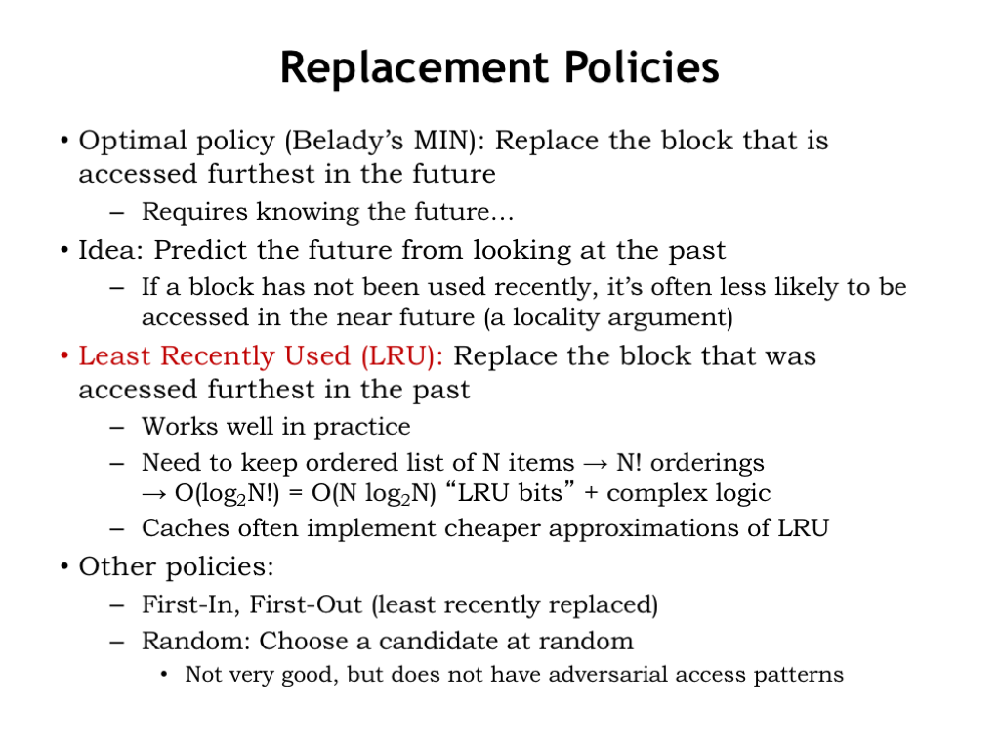 Replacement Policies
• Optimal policy (Belady’s MIN): Replace the block that is
accessed furthest in the future
– Requires knowing the future…
• Idea: Predict the future from looking at the past
– If a block has not been used recently, it’s often less likely to be
accessed in the near future (a locality argument)
• Least Recently Used (LRU): Replace the block that was
accessed furthest in the past
– Works well in practice
– Need to keep ordered list of N items → N! orderings
→ O(log₂N!) = O(N log₂N) “LRU bits” + complex logic
– Caches often implement cheaper approximations of LRU
• Other policies:
– First-In, First-Out (least recently replaced)
– Random: Choose a candidate at random
• Not very good, but does not have adversarial access patterns